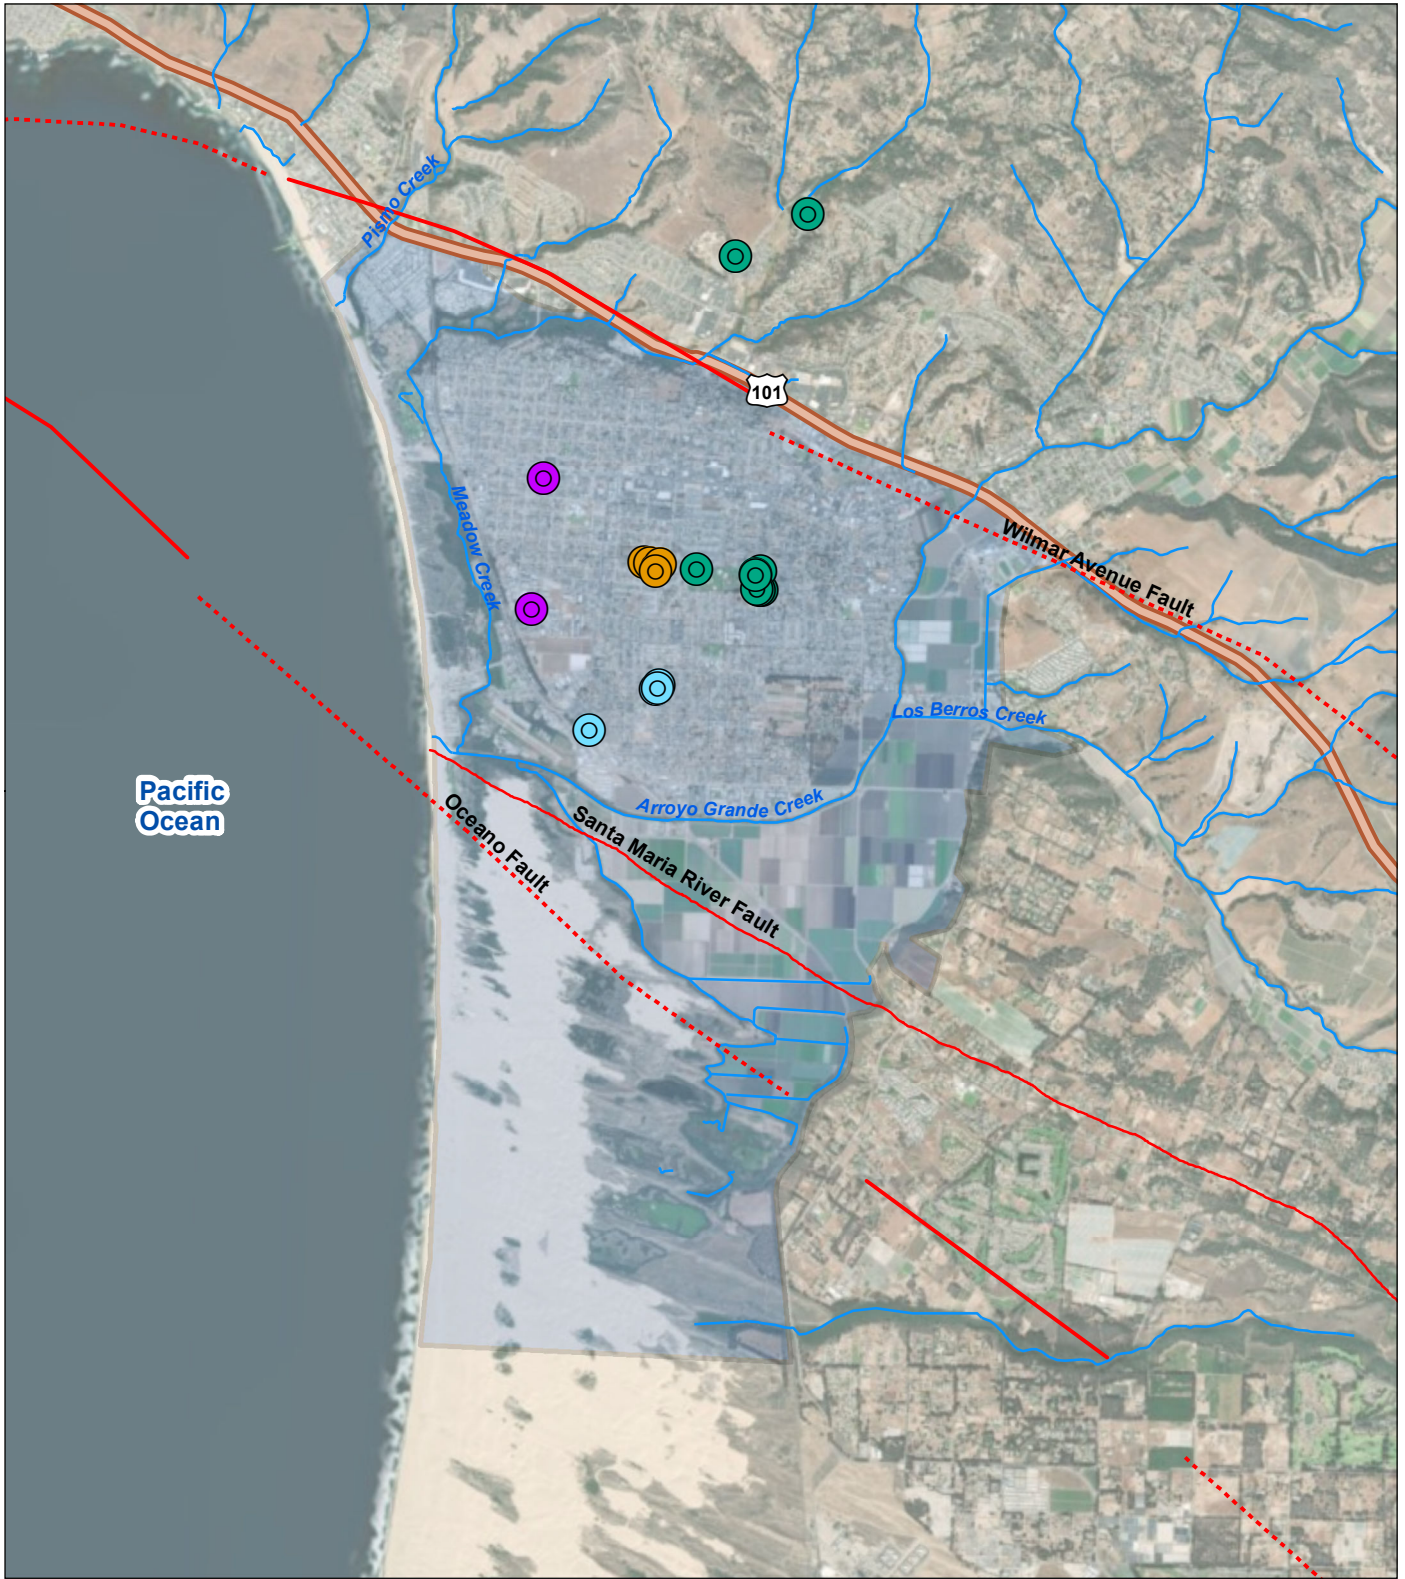 Pismo Creek
101
Meadow Creek
Wilmar Avenue Fault
Los Berros Creek
Pacific
Ocean
Arroyo Grande Creek
Oceano Fault
Santa Maria River Fault